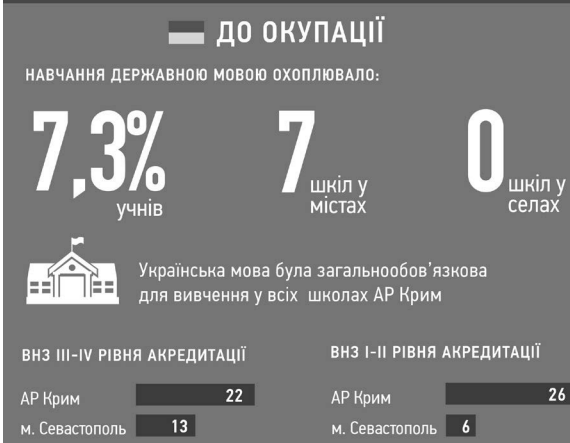 ДО ОКУПАЦІЇ
НАВЧАННЯ ДЕРЖАВНОЮ МОВОЮ ОХОПЛЮВАЛО:
7,3%
учнів
7
шкіл у
містах
0
шкіл у
селах
Українська мова була загальнообов’язкова
для вивчення у всіх школах АР Крим
ВНЗ III-IV РІВНЯ АКРЕДИТАЦІЇ
АР Крим 22
м. Севастополь 13
ВНЗ I-II РІВНЯ АКРЕДИТАЦІЇ
АР Крим 26
м. Севастополь 6